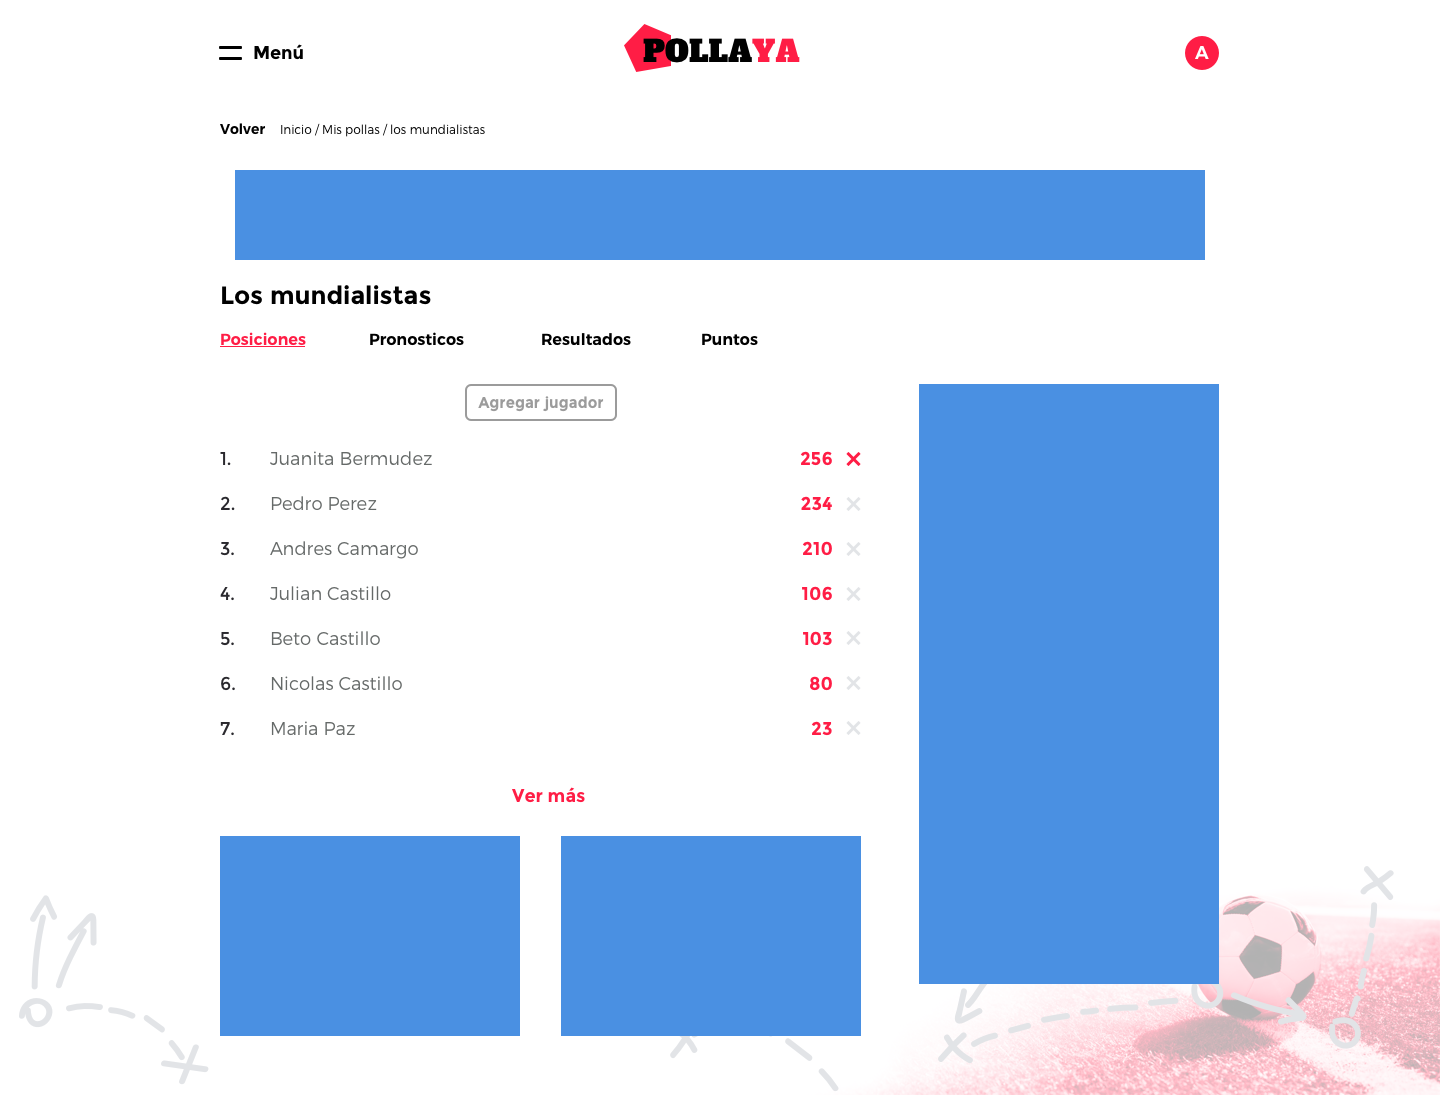 Menú
POLLAYA
A
Volver Inicio / Mis pollas / los mundialistas
Los mundialistas
Posiciones Pronosticos Resultados Puntos
Agregar jugador
1. Juanita Bermudez 256
2. Pedro Perez 234
3. Andres Camargo 210
4. Julian Castillo 106
5. Beto Castillo 103
6. Nicolas Castillo 80
7. Maria Paz 23
Ver más